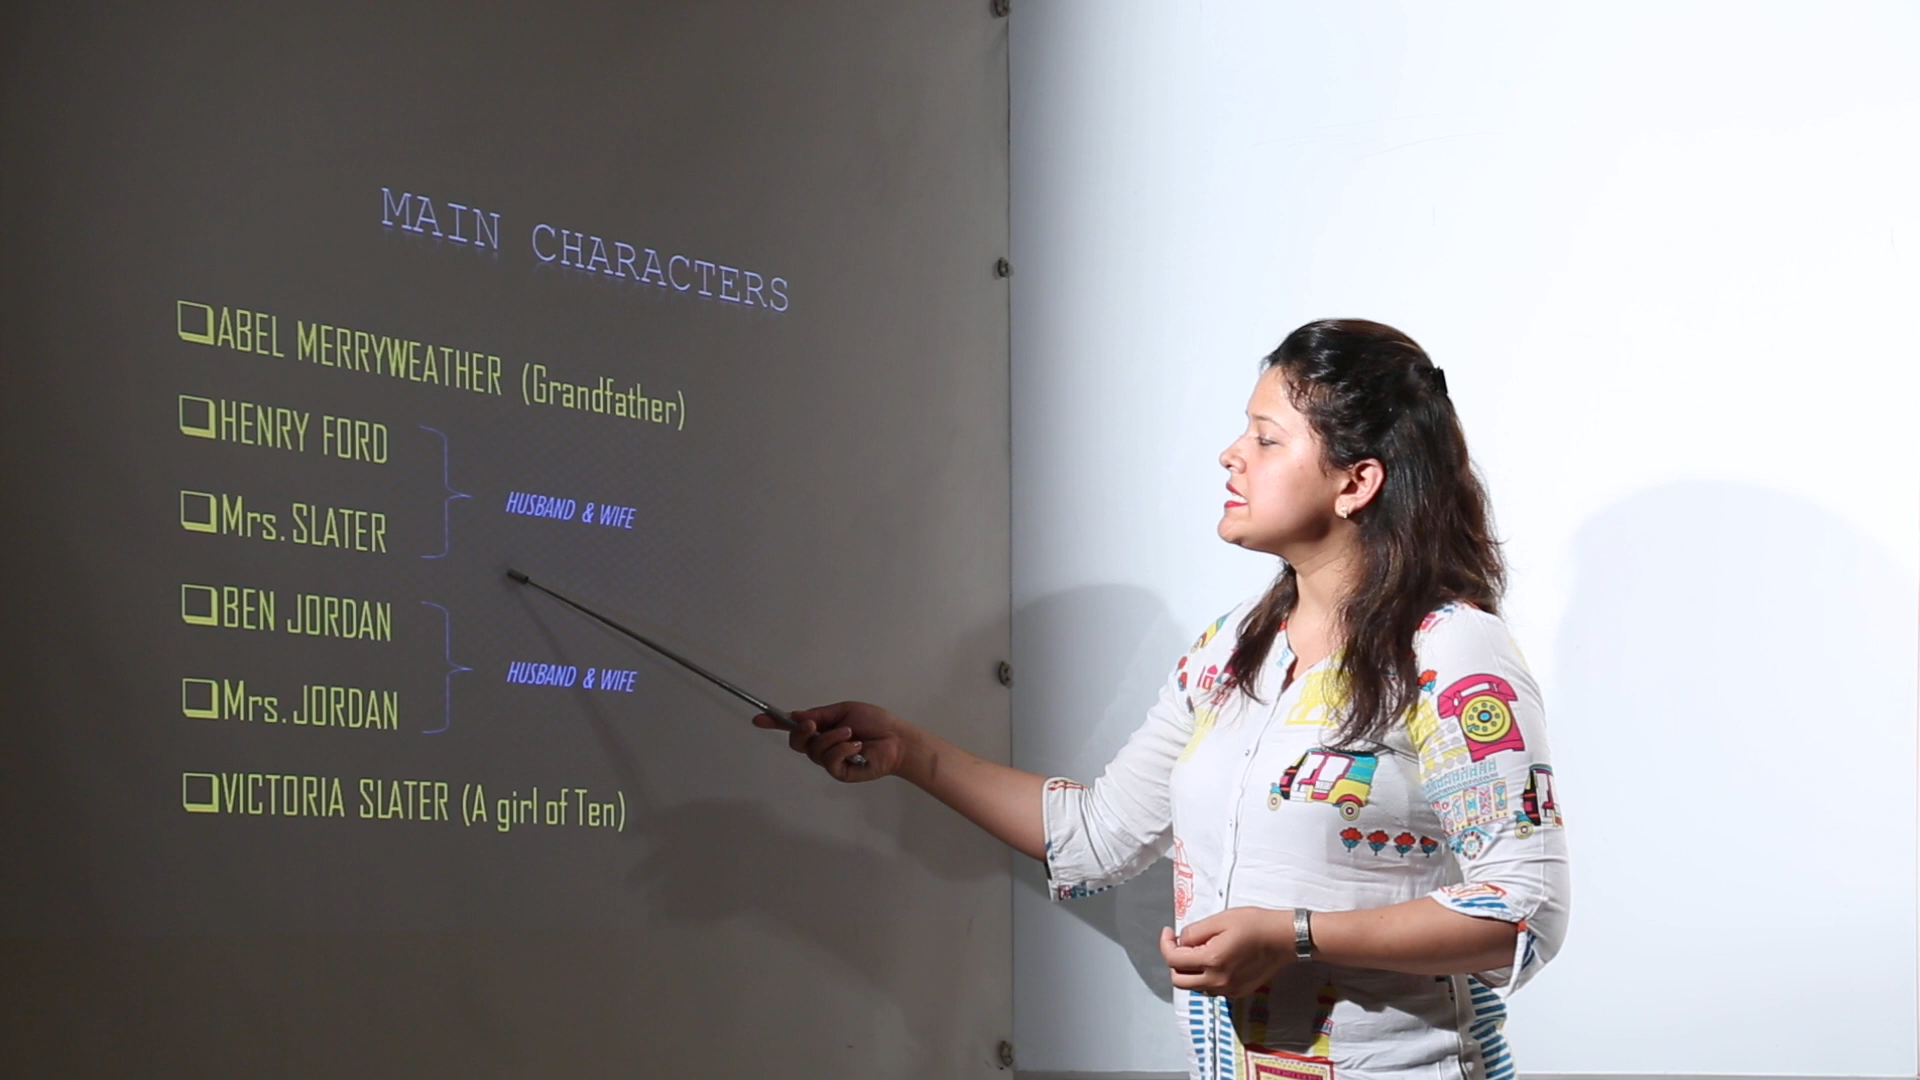 MAIN CHARACTERS
ABEL MERRYWEATHER (Grandfather)
HENRY FORD
HUSBAND & WIFE
Mrs. SLATER
BEN JORDAN
HUSBAND & WIFE
Mrs. JORDAN
VICTORIA SLATER (A girl of Ten)